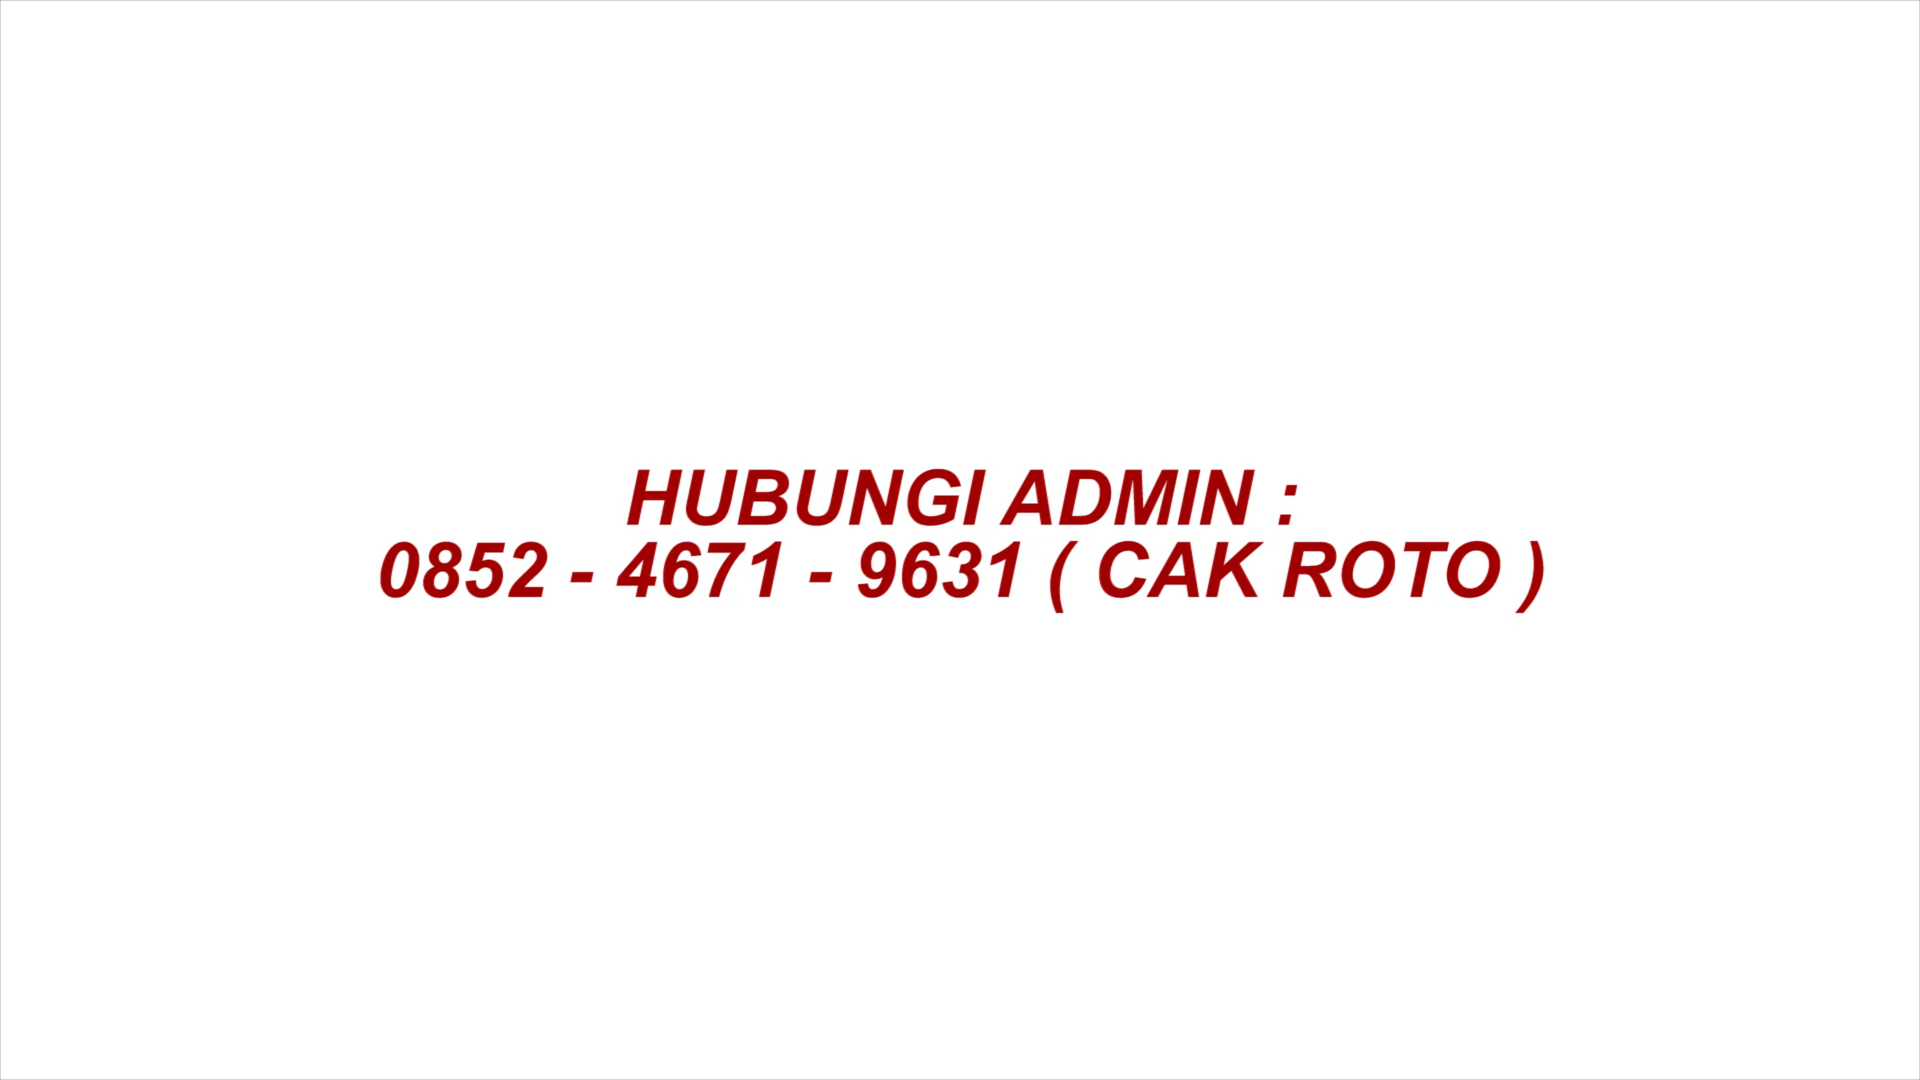 HUBUNGI ADMIN :
0852 - 4671 - 9631 ( CAK ROTO )